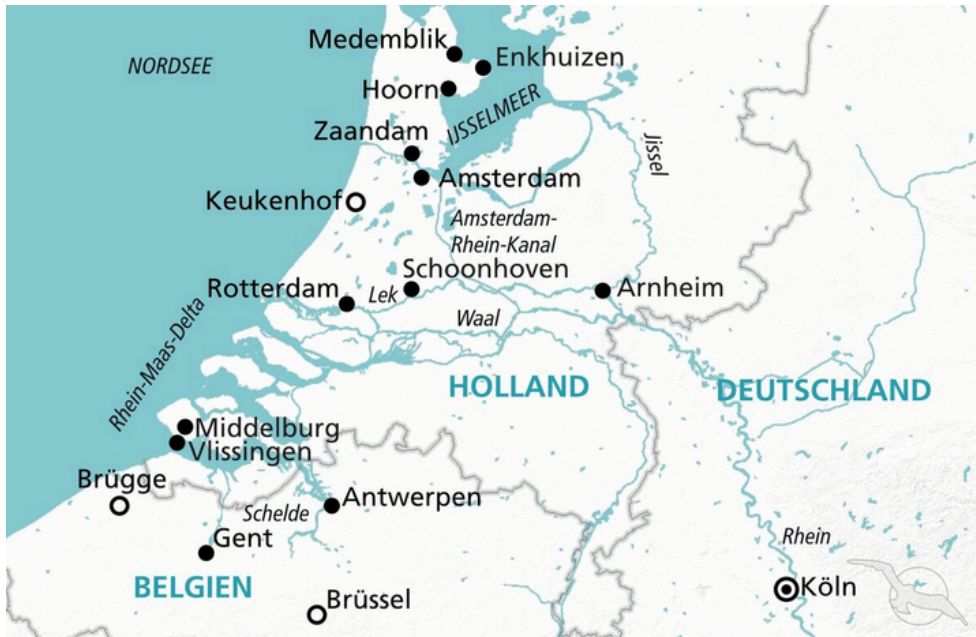 Medemblik
Enkhuizen
NORDSEE
Hoorn
IJSSELMEER
Zaandam
IJssel
Amsterdam
Keukenhof
Amsterdam-
Rhein-Kanal
Schoonhoven
Rotterdam
Lek
Arnheim
Waal
Rhein-Maas-Delta
HOLLAND
DEUTSCHLAND
Middelburg
Vlissingen
Brügge
Antwerpen
Schelde
Gent
Rhein
BELGIEN
Brüssel
Köln